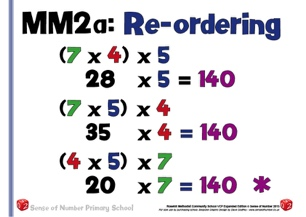 MM2a: Re-ordering
(7 x 4) x 5
28 x 5 = 140
(7 x 5) x 4
35 x 4 = 140
(4 x 5) x 7
20 x 7 = 140 *
Sense of Number Primary School